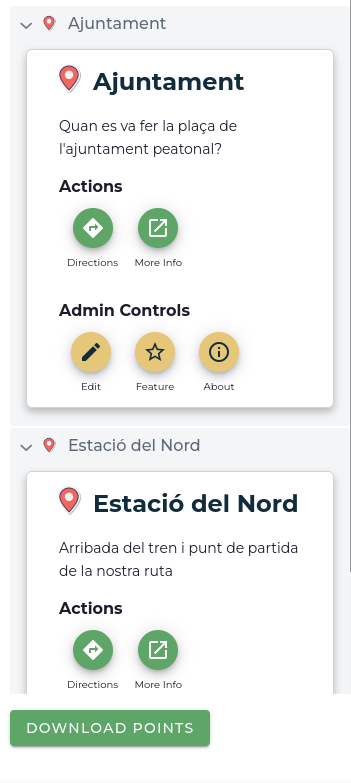 Ajuntament
Ajuntament
Quan es va fer la plaça de
l'ajuntament peatonal?
Actions
Directions More Info
Admin Controls
Edit Feature About
Estació del Nord
Estació del Nord
Arribada del tren i punt de partida
de la nostra ruta
Actions
Directions More Info
DOWNLOAD POINTS